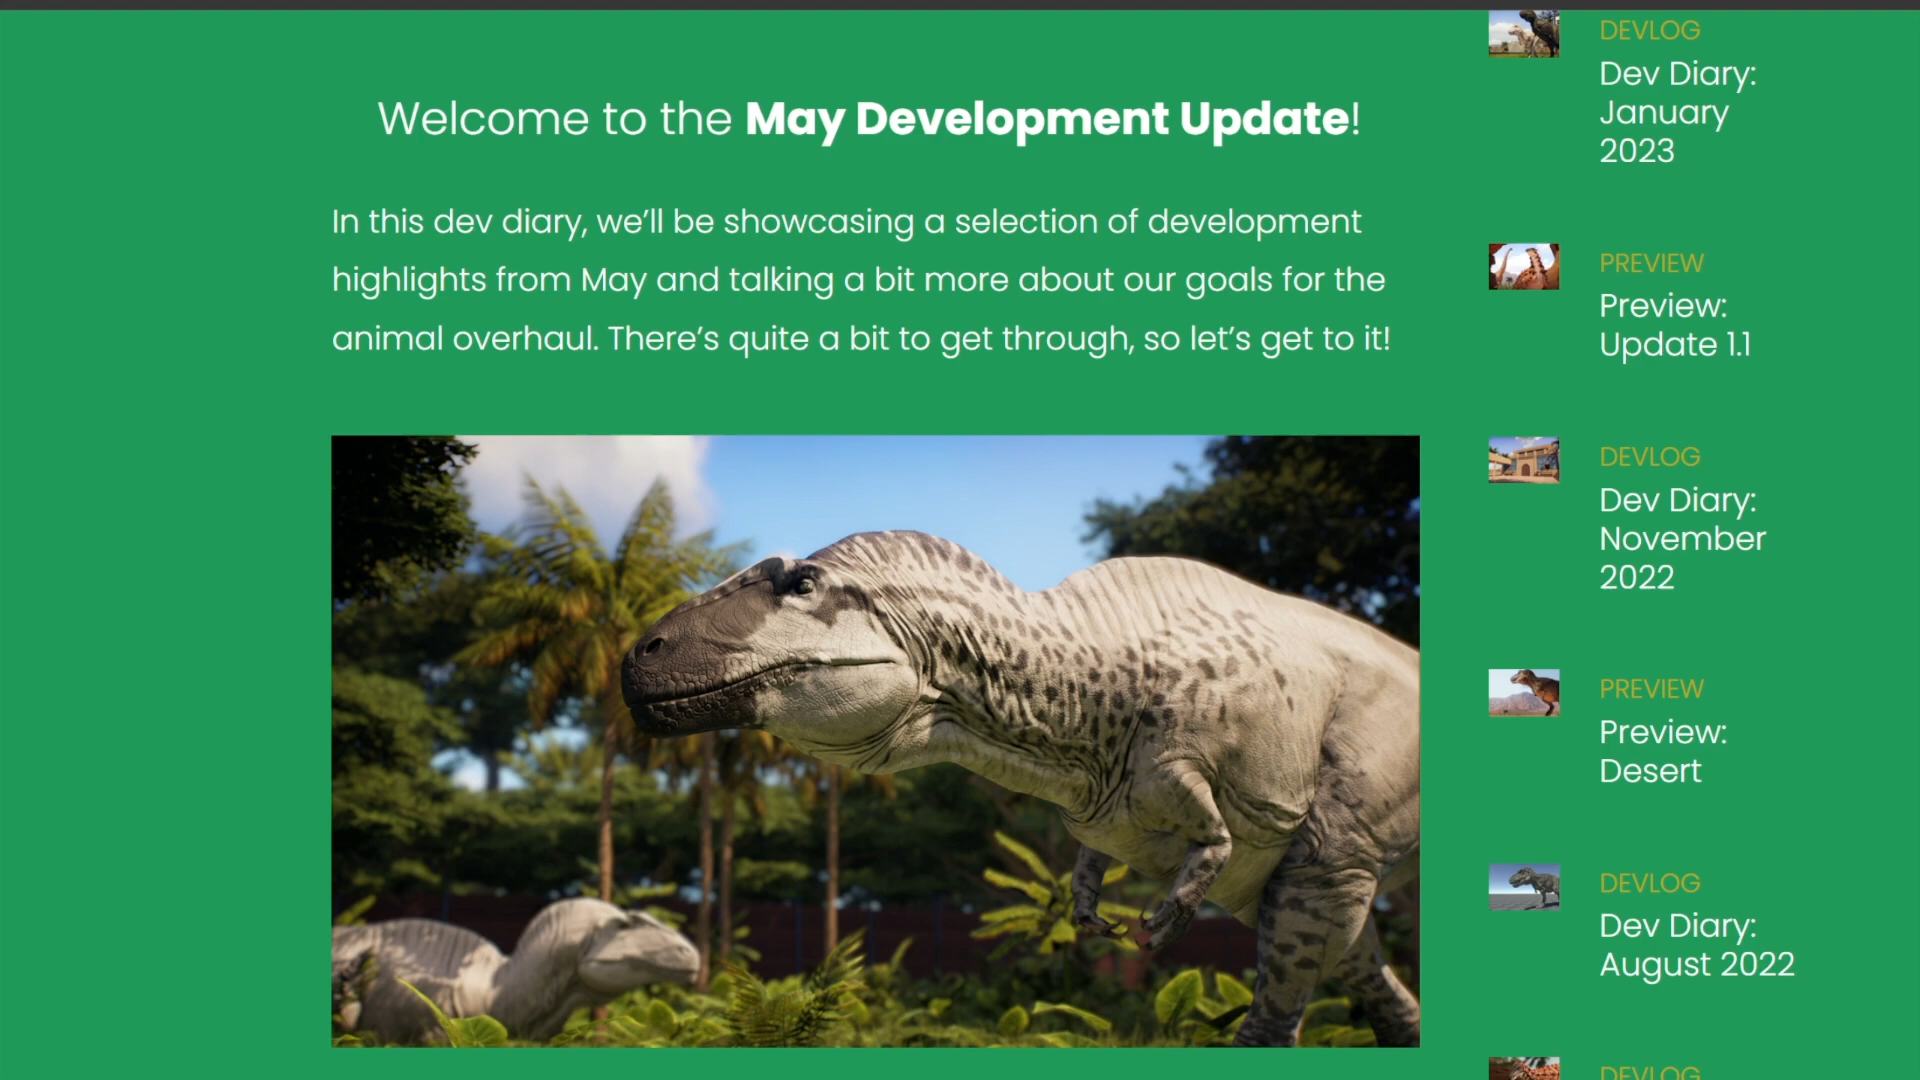 Welcome to the May Development Update!
In this dev diary, we’ll be showcasing a selection of development
highlights from May and talking a bit more about our goals for the
animal overhaul. There’s quite a bit to get through, so let’s get to it!
DEVLOG
Dev Diary:
January
2023
PREVIEW
Preview:
Update 1.1
DEVLOG
Dev Diary:
November
2022
PREVIEW
Preview:
Desert
DEVLOG
Dev Diary:
August 2022
DEVLOG